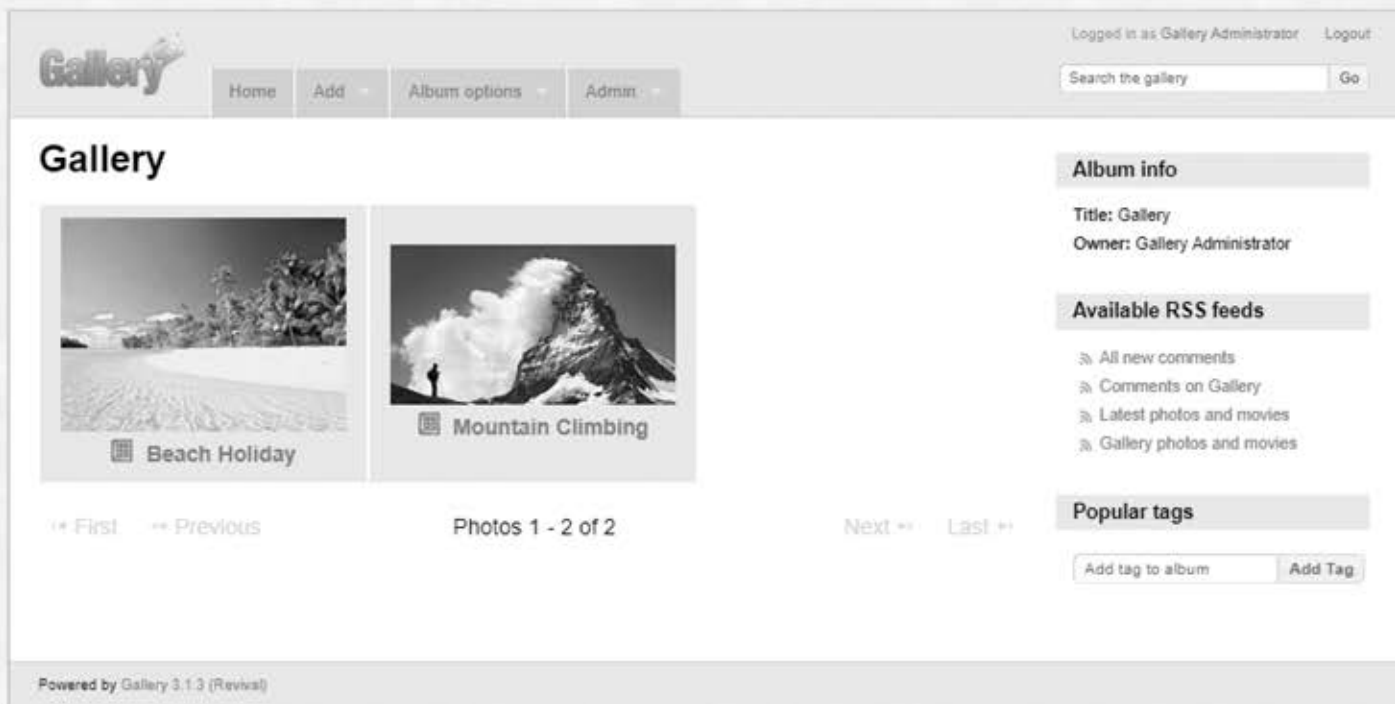 Logged in as Gallery Administrator Logout
Gallery
Home Add Album options Admin
Search the gallery Go
Gallery
Beach Holiday
Mountain Climbing
First Previous Photos 1 - 2 of 2 Next Last
Album info
Title: Gallery
Owner: Gallery Administrator
Available RSS feeds
All new comments
Comments on Gallery
Latest photos and movies
Gallery photos and movies
Popular tags
Add tag to album Add Tag
Powered by Gallery 3.1.3 (Revival)